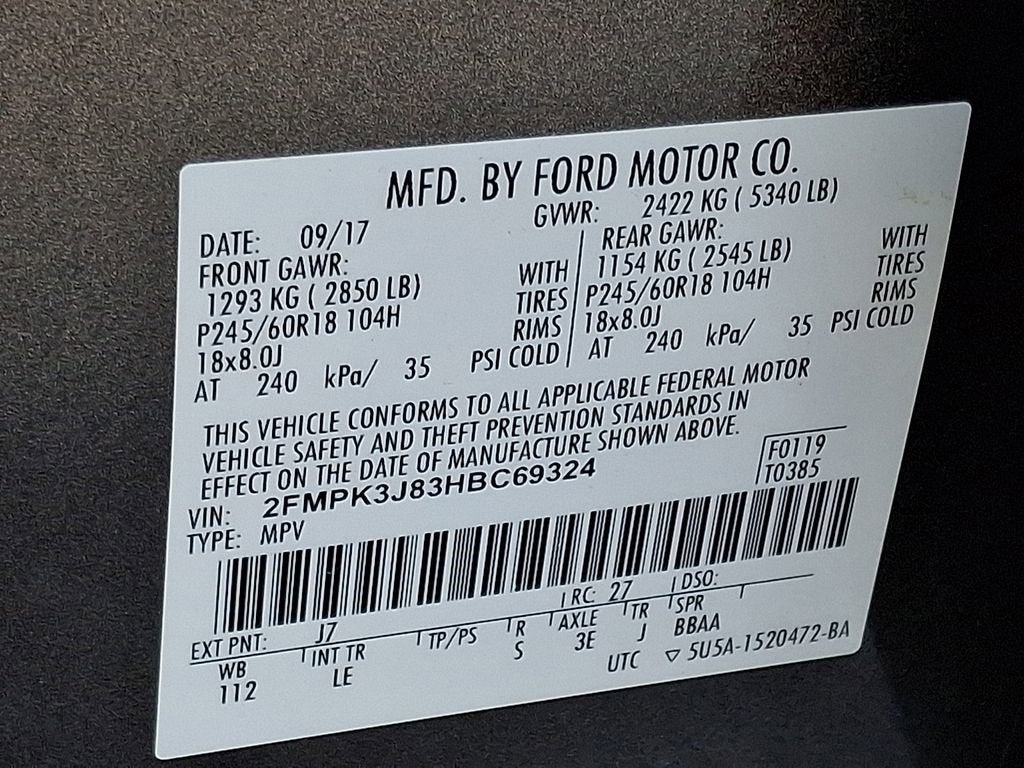 MFD. BY FORD MOTOR CO.
DATE: 09/17 GVWR: 2422 KG ( 5340 LB)
FRONT GAWR: WITH
1293 KG ( 2850 LB) TIRES
P245/60R18 104H RIMS
18x8.0J
AT 240 kPa/ 35 PSI COLD
REAR GAWR: WITH
1154 KG ( 2545 LB) TIRES
P245/60R18 104H RIMS
18x8.0J
AT 240 kPa/ 35 PSI COLD
THIS VEHICLE CONFORMS TO ALL APPLICABLE FEDERAL MOTOR
VEHICLE SAFETY AND THEFT PREVENTION STANDARDS IN
EFFECT ON THE DATE OF MANUFACTURE SHOWN ABOVE.
VIN: 2FMPK3J83HBC69324
TYPE: MPV
F0119
T0385
EXT PNT: J7 RC: 27 DSO:
WB INT TR TP/PS R AXLE TR SPR
112 LE S 3E J BBAA
UTC ▽ 5U5A-1520472-BA